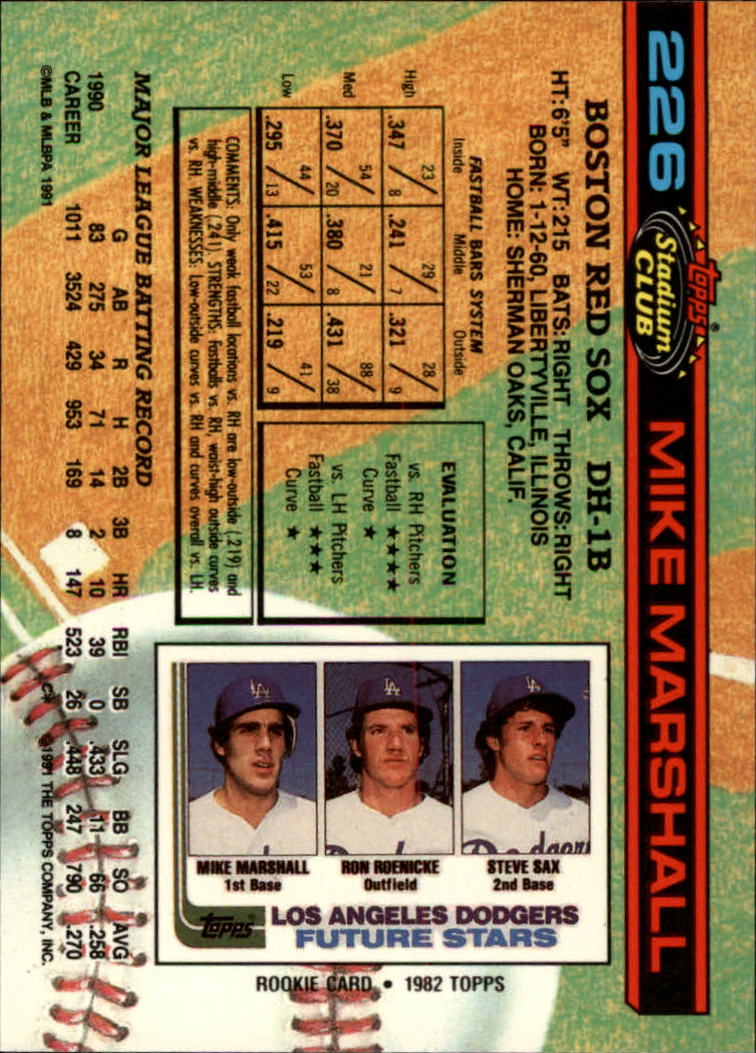 226 Topps® Stadium CLUB MIKE MARSHALL
BOSTON RED SOX DH-1B
HT:6'5" WT:215 BATS:RIGHT THROWS:RIGHT
BORN: 1-12-60, LIBERTYVILLE, ILLINOIS
HOME: SHERMAN OAKS, CALIF.
FASTBALL BARS SYSTEM
Inside Middle Outside
High .347 23/8 .241 29/7 .321 28/9
Med .370 54/20 .380 21/8 .431 88/38
Low .295 44/13 .415 53/22 .219 41/9
EVALUATION
vs. RH Pitchers
Fastball ★★★★
Curve ★
vs. LH Pitchers
Fastball ★★★
Curve ★
COMMENTS: Only weak fastball locations vs. RH are low-outside (.219) and
high-middle (.241) STRENGTHS: Fastballs vs. RH, waist-high outside curves
vs. RH. WEAKNESSES: Low-outside curves vs. RH and curves overall vs. LH.
STEVE SAX
2nd Base
RON ROENICKE
Outfield
MIKE MARSHALL
1st Base
LOS ANGELES DODGERS
FUTURE STARS
Topps
ROOKIE CARD • 1982 TOPPS
MAJOR LEAGUE BATTING RECORD
G AB R H 2B 3B HR RBI SB SLG BB SO AVG
1990 83 275 34 71 14 2 10 39 0 .433 11 66 .258
CAREER 1011 3524 429 953 169 8 147 523 26 .448 247 790 .270
©MLB & MLBPA 1991
C* ©1991 THE TOPPS COMPANY, INC.